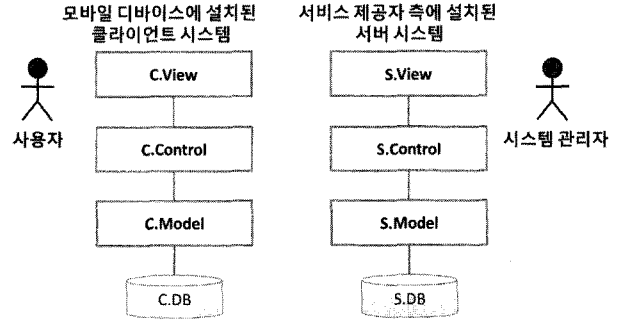 모바일 디바이스에 설치된
클라이언트 시스템
서비스 제공자 측에 설치된
서버 시스템
C.View
S.View
사용자
시스템 관리자
C.Control
S.Control
C.Model
S.Model
C.DB
S.DB